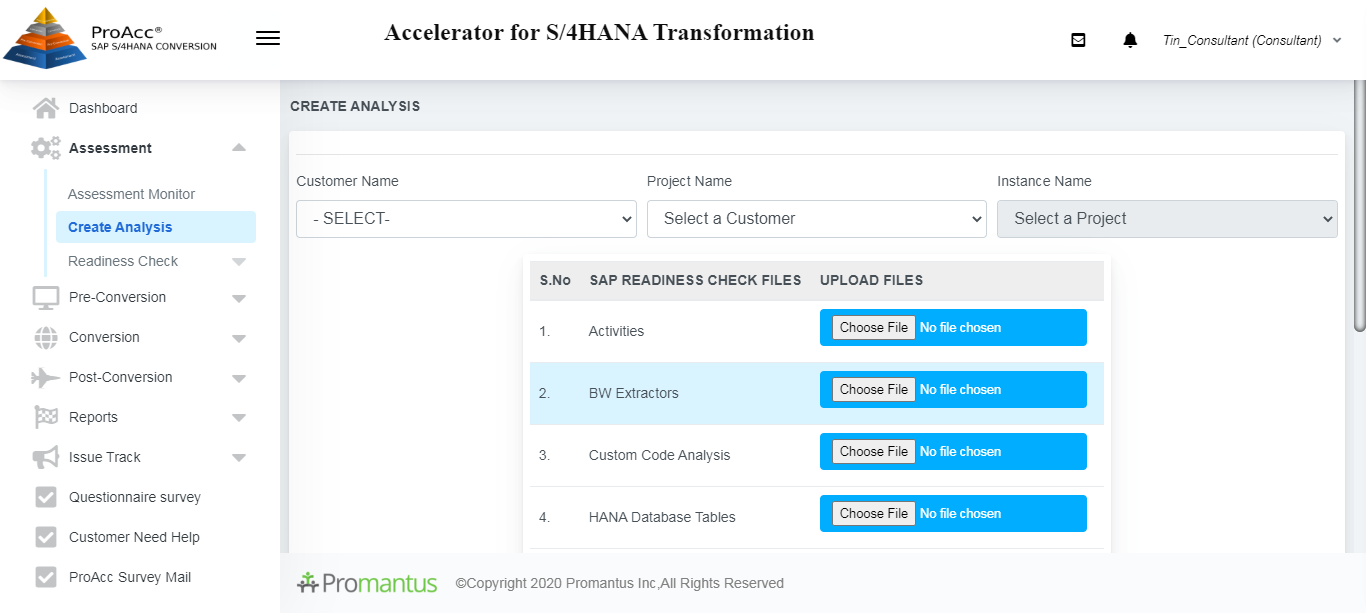 ProAcc®
SAP S/4HANA CONVERSION
Accelerator for S/4HANA Transformation
Tin_Consultant (Consultant)
Dashboard
Assessment
Assessment Monitor
Create Analysis
Readiness Check
Pre-Conversion
Conversion
Post-Conversion
Reports
Issue Track
Questionnaire survey
Customer Need Help
ProAcc Survey Mail
CREATE ANALYSIS
Customer Name Project Name Instance Name
- SELECT- Select a Customer Select a Project
S.No SAP READINESS CHECK FILES UPLOAD FILES
1. Activities Choose File No file chosen
2. BW Extractors Choose File No file chosen
3. Custom Code Analysis Choose File No file chosen
4. HANA Database Tables Choose File No file chosen
Promantus ©Copyright 2020 Promantus Inc,All Rights Reserved